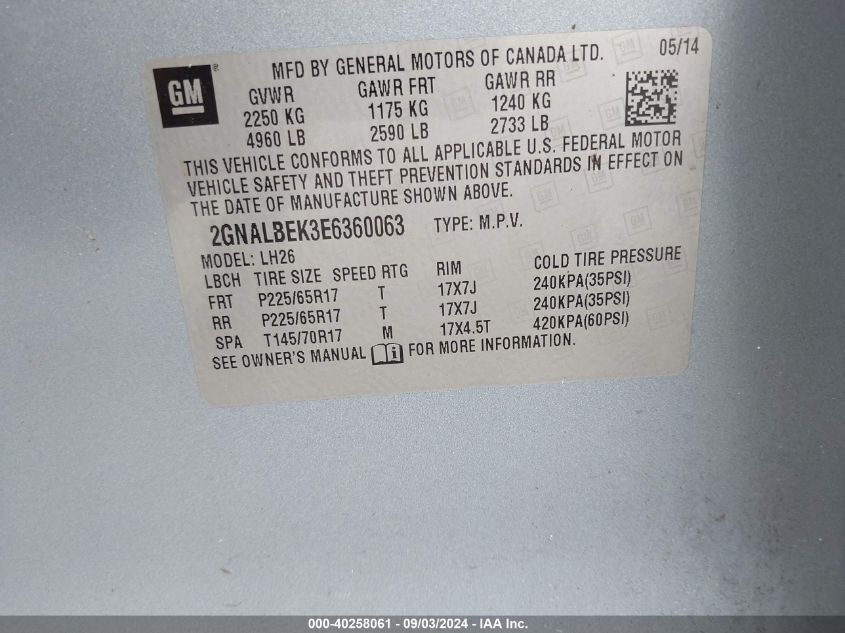 GM ®
MFD BY GENERAL MOTORS OF CANADA LTD. 05/14
GVWR GAWR FRT GAWR RR
2250 KG 1175 KG 1240 KG
4960 LB 2590 LB 2733 LB
THIS VEHICLE CONFORMS TO ALL APPLICABLE U.S. FEDERAL MOTOR
VEHICLE SAFETY AND THEFT PREVENTION STANDARDS IN EFFECT ON
THE DATE OF MANUFACTURE SHOWN ABOVE.
2GNALBEK3E6360063 TYPE: M.P.V.
MODEL: LH26
LBCH TIRE SIZE SPEED RTG RIM COLD TIRE PRESSURE
FRT P225/65R17 T 17X7J 240KPA(35PSI)
RR P225/65R17 T 17X7J 240KPA(35PSI)
SPA T145/70R17 M 17X4.5T 420KPA(60PSI)
SEE OWNER'S MANUAL i FOR MORE INFORMATION.
000-40258061 - 09/03/2024 - IAA Inc.